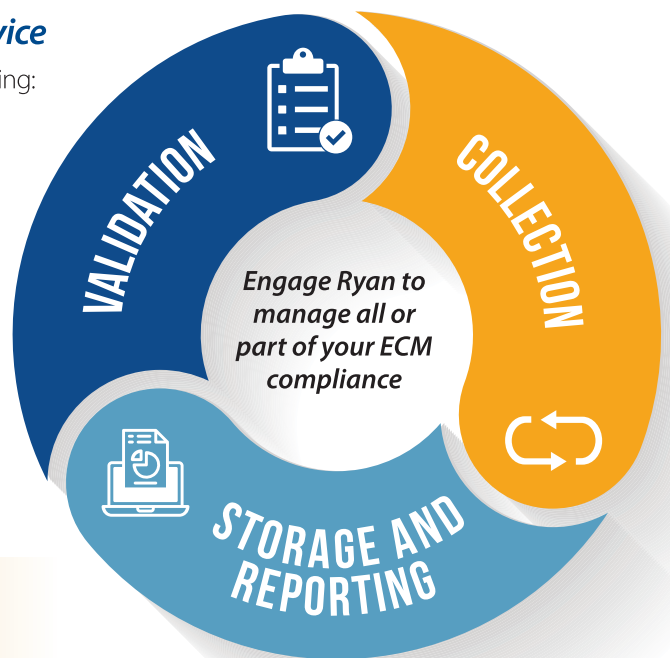 vice
ing:
VALIDATION
COLLECTION
Engage Ryan to
manage all or
part of your ECM
compliance
STORAGE AND
REPORTING